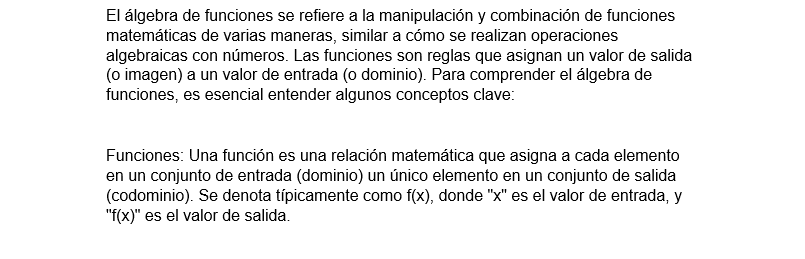 El álgebra de funciones se refiere a la manipulación y combinación de funciones
matemáticas de varias maneras, similar a cómo se realizan operaciones
algebraicas con números. Las funciones son reglas que asignan un valor de salida
(o imagen) a un valor de entrada (o dominio). Para comprender el álgebra de
funciones, es esencial entender algunos conceptos clave:
Funciones: Una función es una relación matemática que asigna a cada elemento
en un conjunto de entrada (dominio) un único elemento en un conjunto de salida
(codominio). Se denota típicamente como f(x), donde "x" es el valor de entrada, y
"f(x)" es el valor de salida.